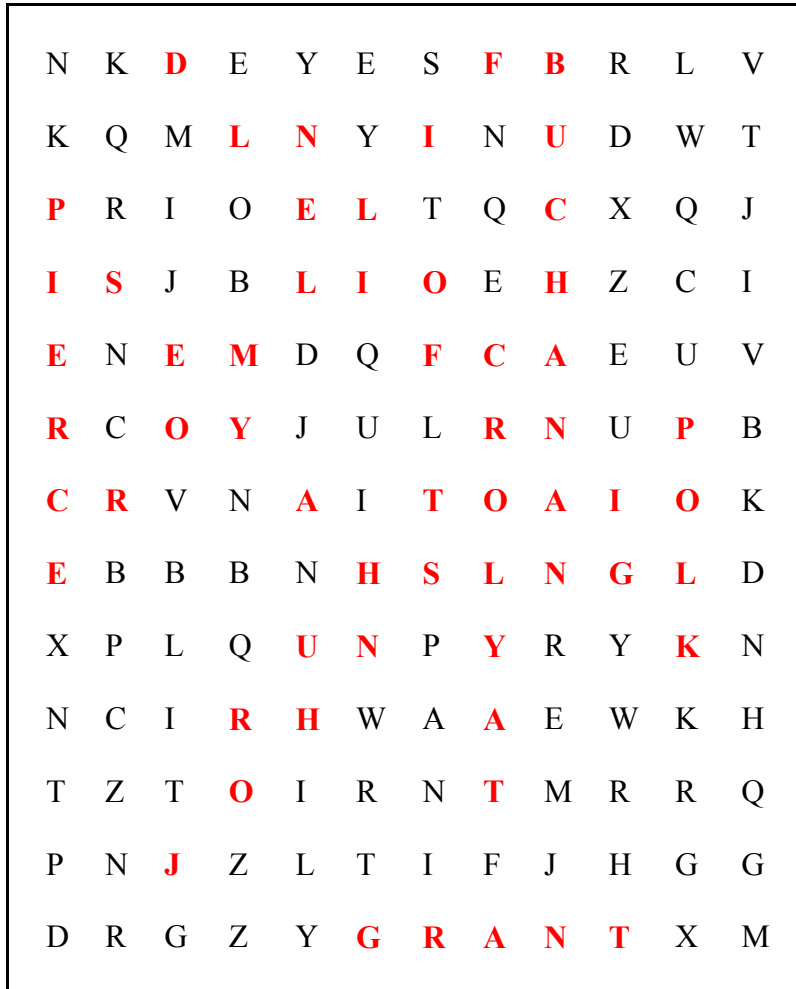 N K D E Y E S F B R L V
K Q M L N Y I N U D W T
P R I O E L T Q C X Q J
I S J B L I O E H Z C I
E N E M D Q F C A E U V
R C O Y J U L R N U P B
C R V N A I T O A I O K
E B B B N H S L N G L D
X P L Q U N P Y R Y K N
N C I R H W A A E W K H
T Z T O I R N T M R R Q
P N J Z L T I F J H G G
D R G Z Y G R A N T X M